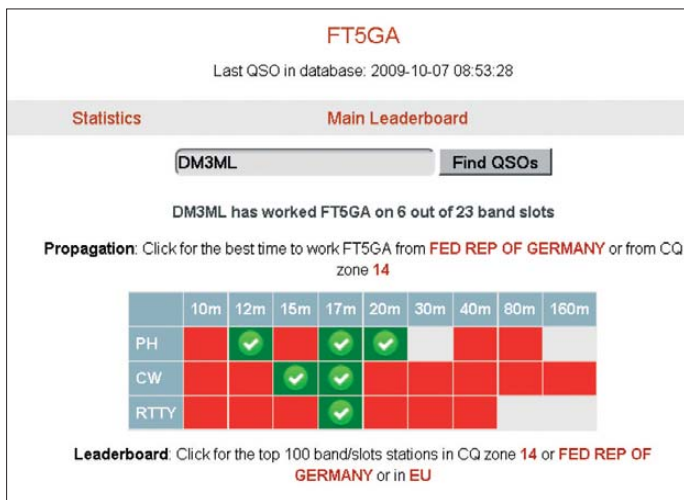 FT5GA
Last QSO in database: 2009-10-07 08:53:28
Statistics Main Leaderboard
DM3ML Find QSOs
DM3ML has worked FT5GA on 6 out of 23 band slots
Propagation: Click for the best time to work FT5GA from FED REP OF GERMANY or from CQ
zone 14
10m 12m 15m 17m 20m 30m 40m 80m 160m
PH
CW
RTTY
Leaderboard: Click for the top 100 band/slots stations in CQ zone 14 or FED REP OF
GERMANY or in EU